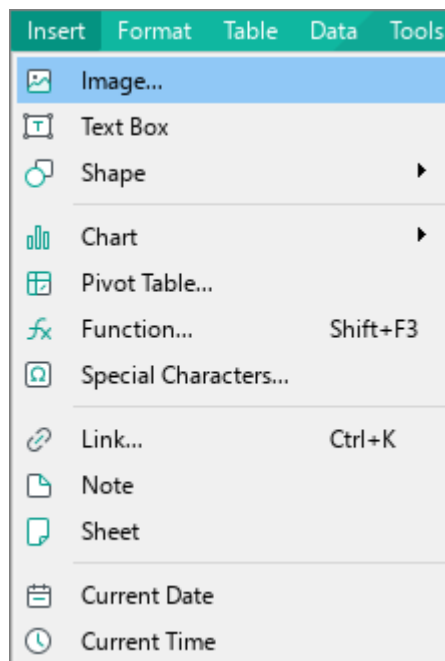 Insert Format Table Data Tools
Image...
Text Box
Shape
Chart
Pivot Table...
Function... Shift+F3
Special Characters...
Link... Ctrl+K
Note
Sheet
Current Date
Current Time